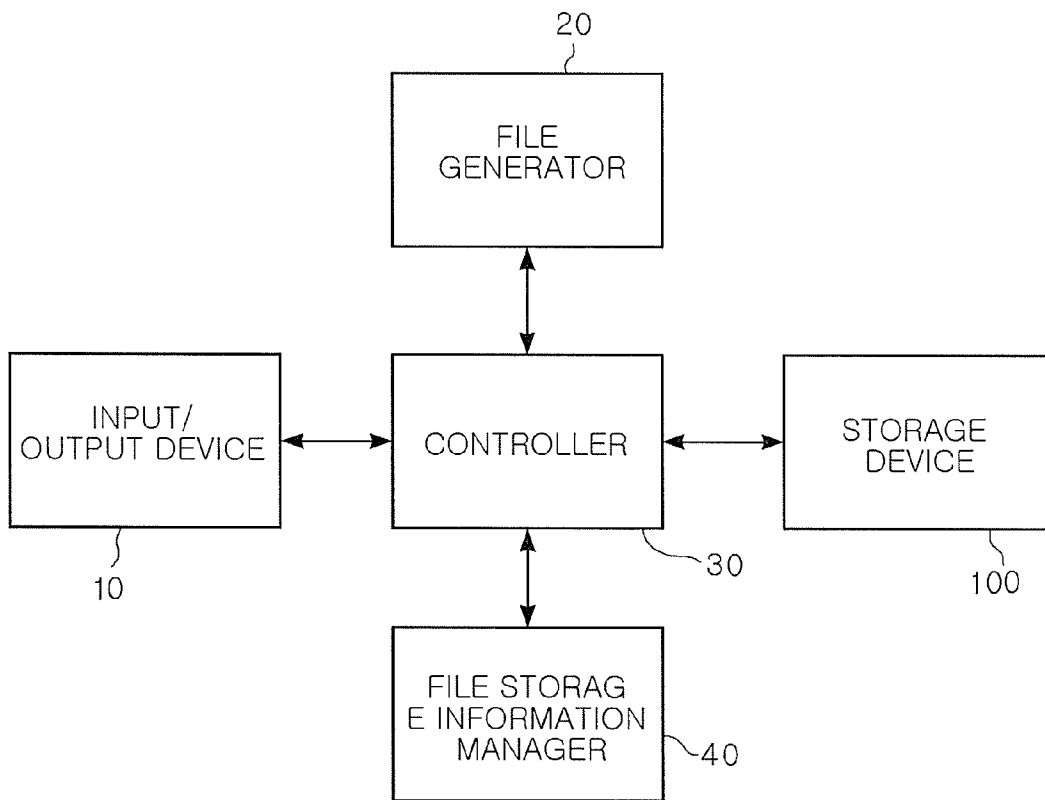 20
FILE
GENERATOR
INPUT/
OUTPUT DEVICE
CONTROLLER
STORAGE
DEVICE
10
30
100
FILE STORAG
E INFORMATION
MANAGER
40